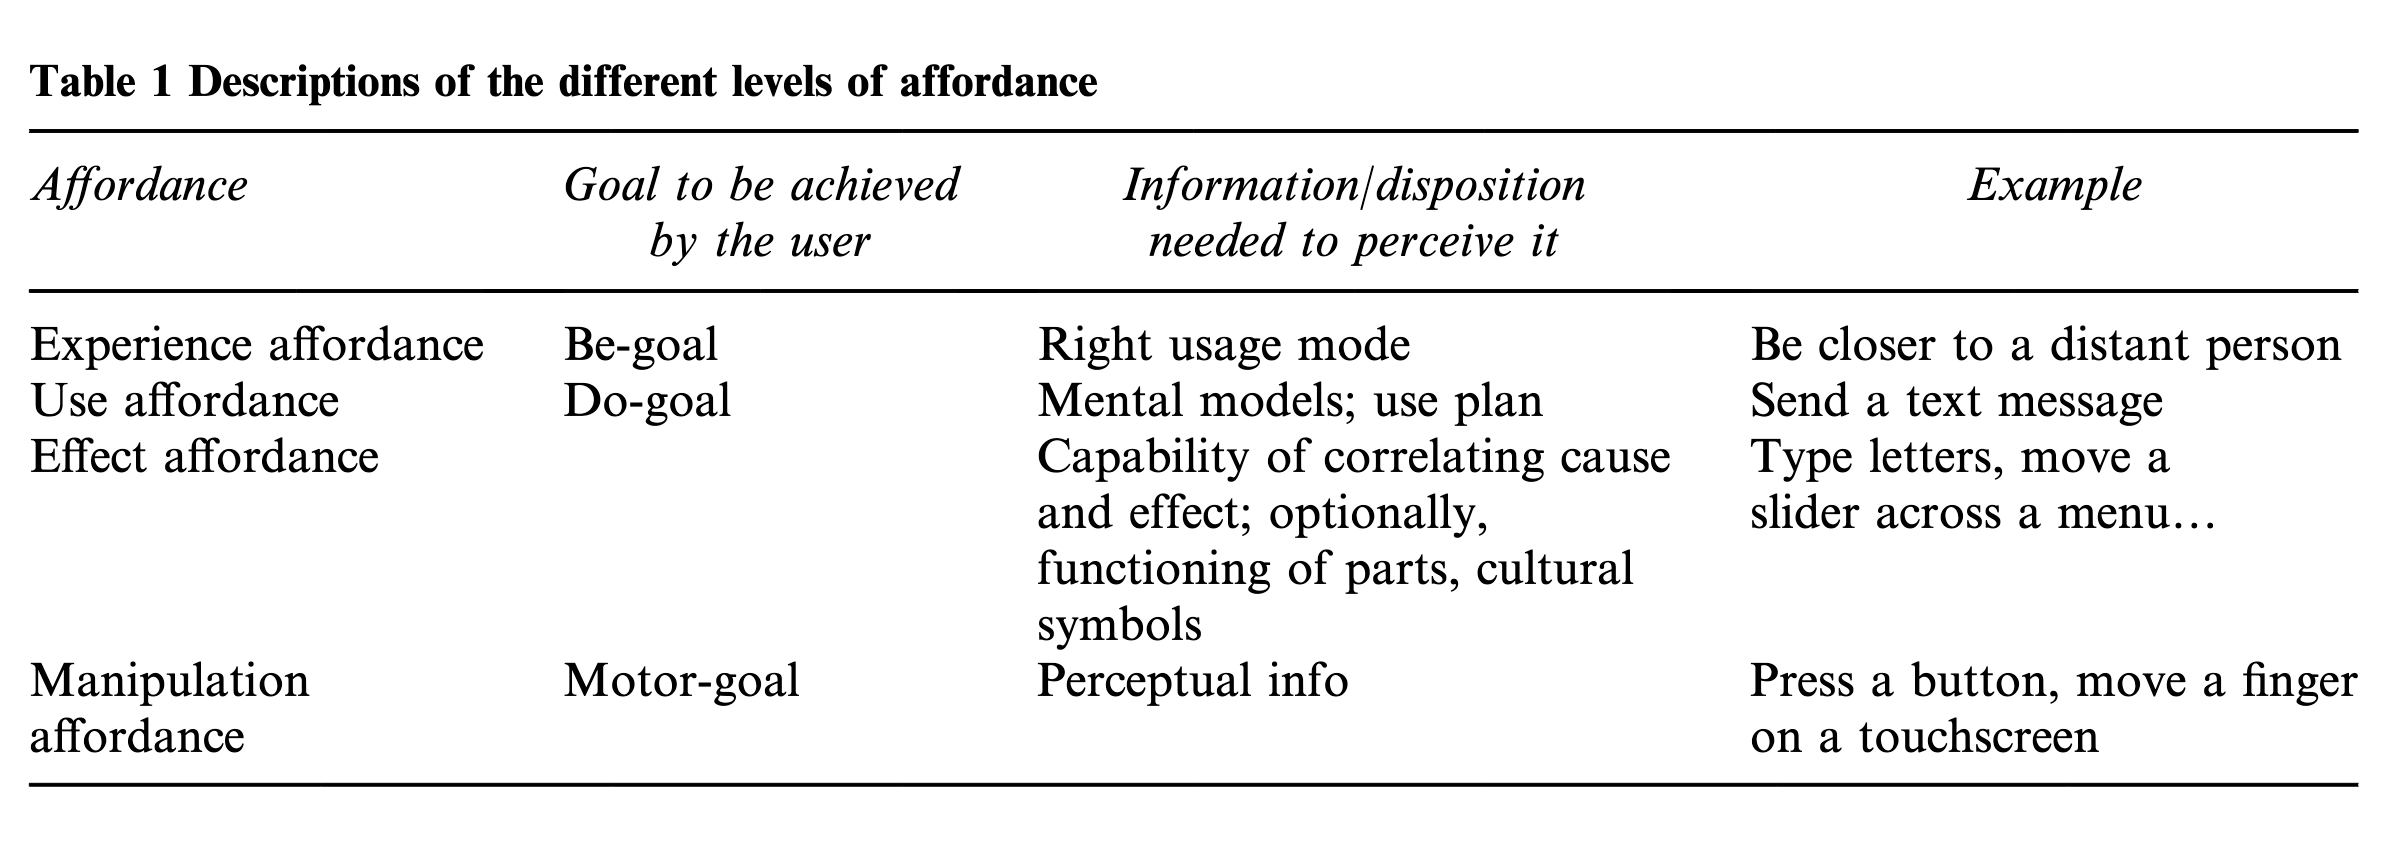 Table 1 Descriptions of the different levels of affordance
Affordance Goal to be achieved Information/disposition Example
by the user needed to perceive it
Experience affordance Be-goal Right usage mode Be closer to a distant person
Use affordance Do-goal Mental models; use plan Send a text message
Effect affordance Capability of correlating cause Type letters, move a
and effect; optionally, slider across a menu…
functioning of parts, cultural
symbols
Manipulation Motor-goal Perceptual info Press a button, move a finger
affordance on a touchscreen